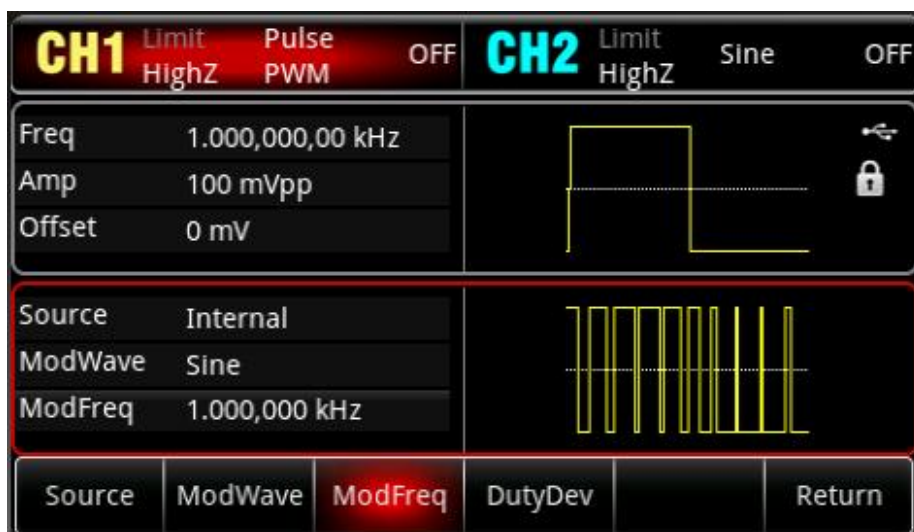 CH1 Limit Pulse OFF CH2 Limit Sine OFF
HighZ PWM HighZ
Freq 1.000,000,00 kHz
Amp 100 mVpp
Offset 0 mV
Source Internal
ModWave Sine
ModFreq 1.000,000 kHz
Source ModWave ModFreq DutyDev Return